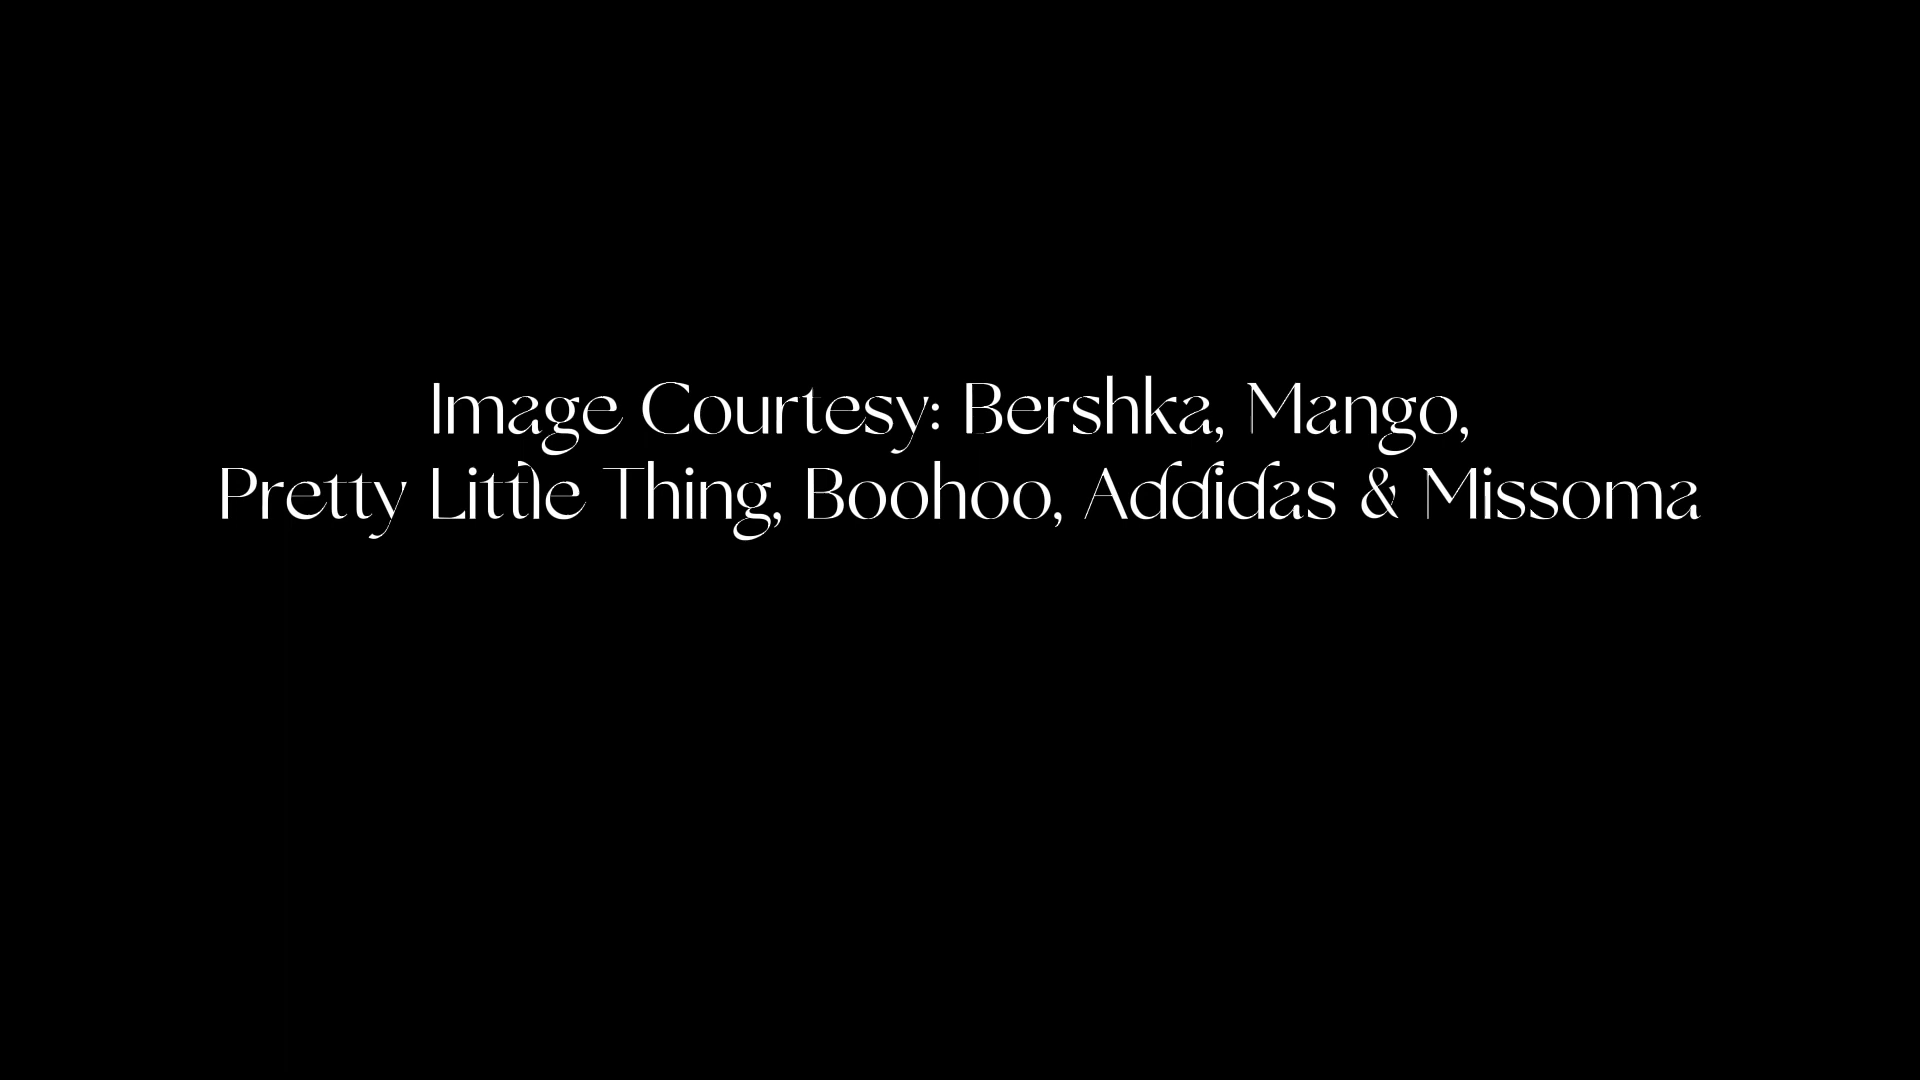 Image Courtesy: Bershka, Mango,
Pretty Little Thing, Boohoo, Addidas & Missoma